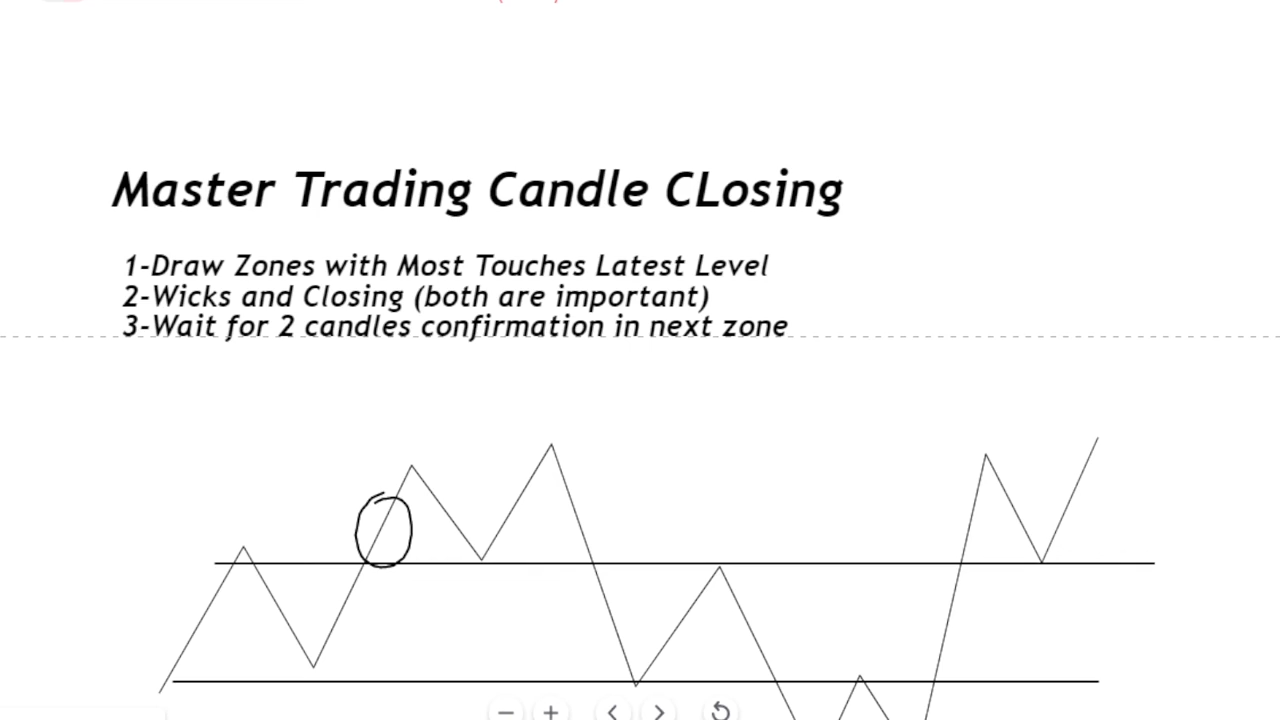 Master Trading Candle CLosing
1-Draw Zones with Most Touches Latest Level
2-Wicks and Closing (both are important)
3-Wait for 2 candles confirmation in next zone